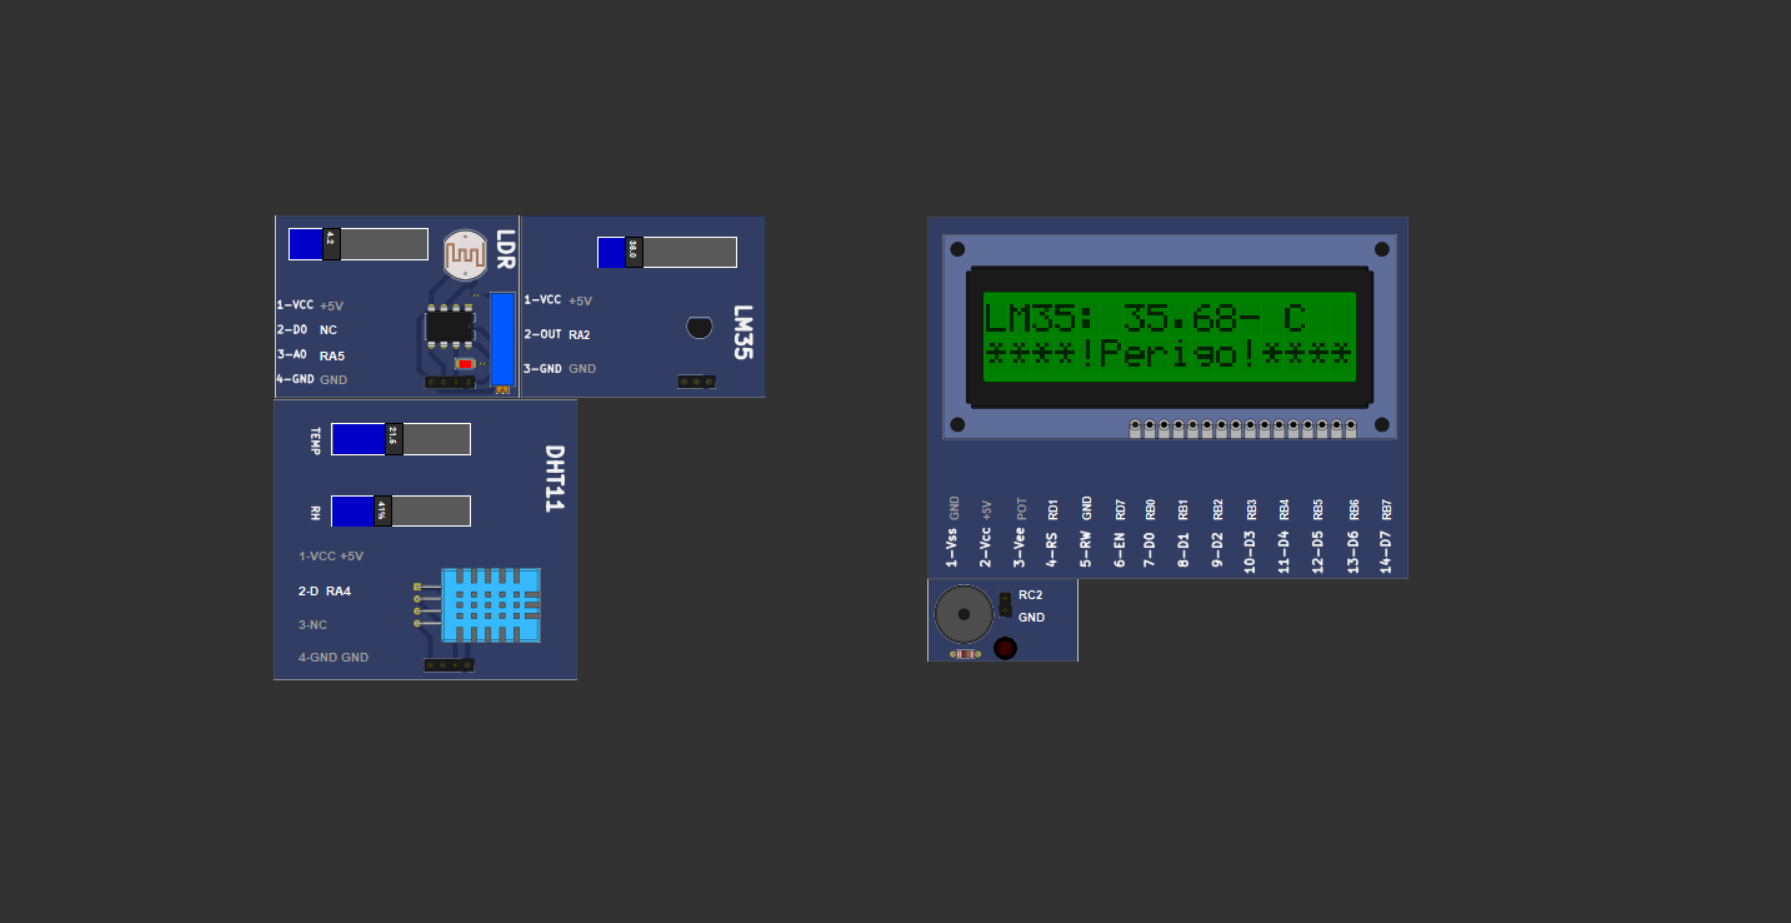 4.2
LDR
1-VCC +5V
2-D0 NC
3-A0 RA5
4-GND GND
36.0
1-VCC +5V
2-OUT RA2
3-GND GND
LM35
TEMP
21.5
RH
41%
DHT11
1-VCC +5V
2-D RA4
3-NC
4-GND GND
LM35: 35.68- C
****!Perigo!****
1-Vss GND
2-Vcc +5V
3-Vee POT
4-RS RD1
5-RW GND
6-EN RD7
7-D0 RB0
8-D1 RB1
9-D2 RB2
10-D3 RB3
11-D4 RB4
12-D5 RB5
13-D6 RB6
14-D7 RB7
RC2
GND